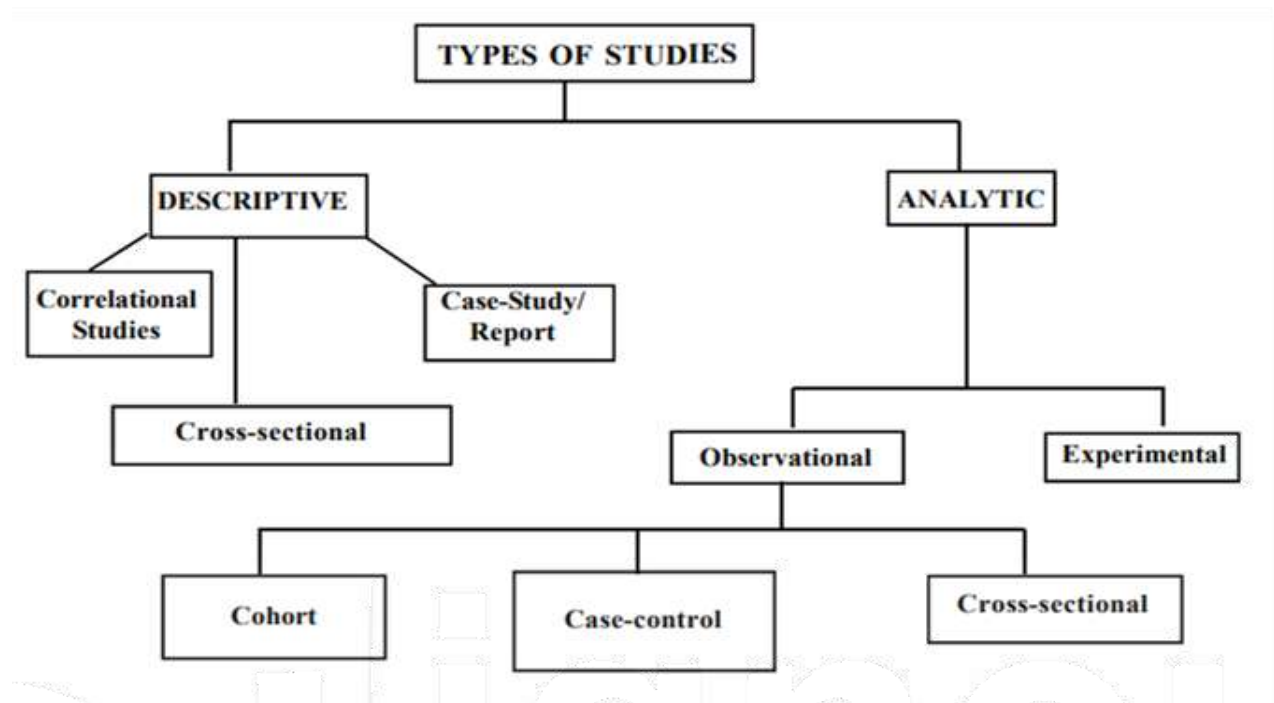 TYPES OF STUDIES
DESCRIPTIVE
ANALYTIC
Correlational
Studies
Case-Study/
Report
Cross-sectional
Observational
Experimental
Cohort
Case-control
Cross-sectional